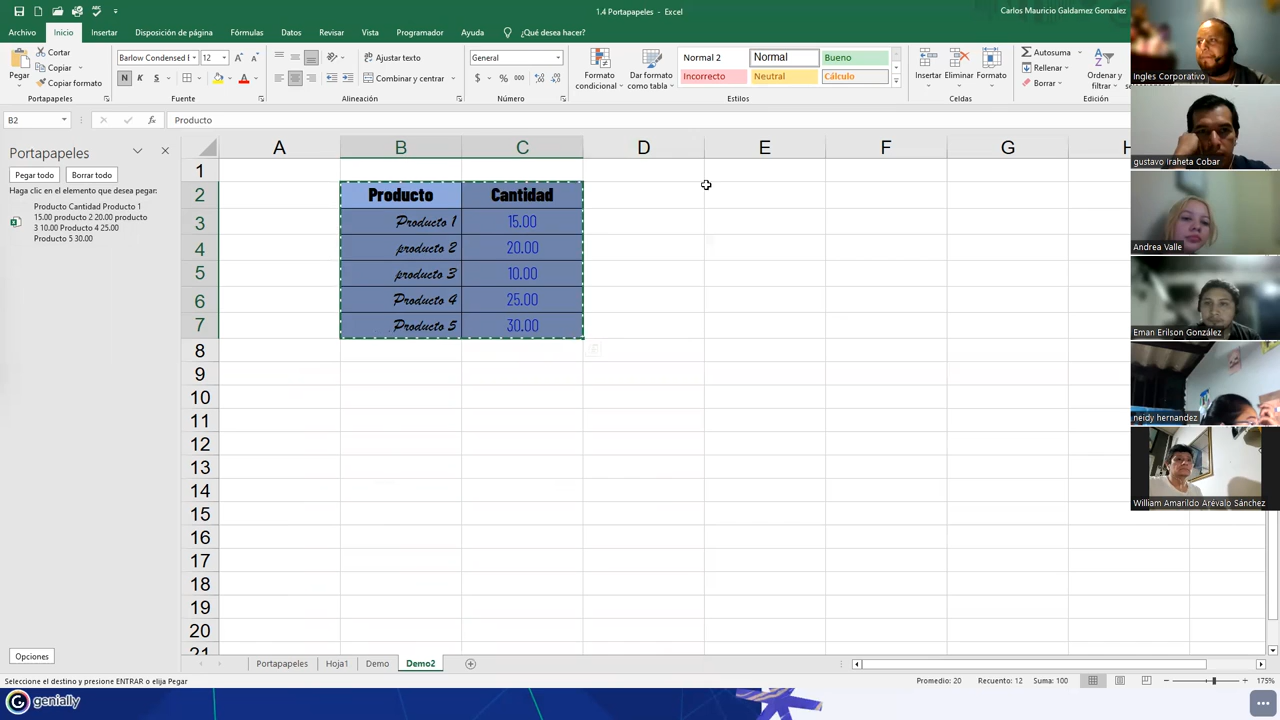 1.4 Portapapeles - Excel
Carlos Mauricio Galdamez Gonzalez
Archivo Inicio Insertar Disposición de página Fórmulas Datos Revisar Vista Programador Ayuda ¿Qué desea hacer?
Pegar
Cortar
Copiar
Copiar formato
Portapapeles
Barlow Condensed 12
N K S
Fuente
Ajustar texto
Combinar y centrar
Alineación
General
$ % 000
Número
Formato condicional
Dar formato como tabla
Normal 2 Normal Bueno
Incorrecto Neutral Cálculo
Estilos
Insertar Eliminar Formato
Celdas
Autosuma
Rellenar
Borrar
Ordenar y filtrar
Edición
B2 fx Producto
Portapapeles
Pegar todo Borrar todo
Haga clic en el elemento que desea pegar:
Producto Cantidad Producto 1
15.00 producto 2 20.00 producto
3 10.00 Producto 4 25.00
Producto 5 30.00
Opciones
A B C D E F G H
1
2 Producto Cantidad
3 Producto 1 15.00
4 producto 2 20.00
5 producto 3 10.00
6 Producto 4 25.00
7 Producto 5 30.00
8
9
10
11
12
13
14
15
16
17
18
19
20
21
Portapapeles Hoja1 Demo Demo2
Seleccione el destino y presione ENTRAR o elija Pegar
Promedio: 20 Recuento: 12 Suma: 100
175%
Ingles Corporativo
gustavo Iraheta Cobar
Andrea Valle
Eman Erilson González
neidy hernandez
William Amarildo Arévalo Sánchez
genially